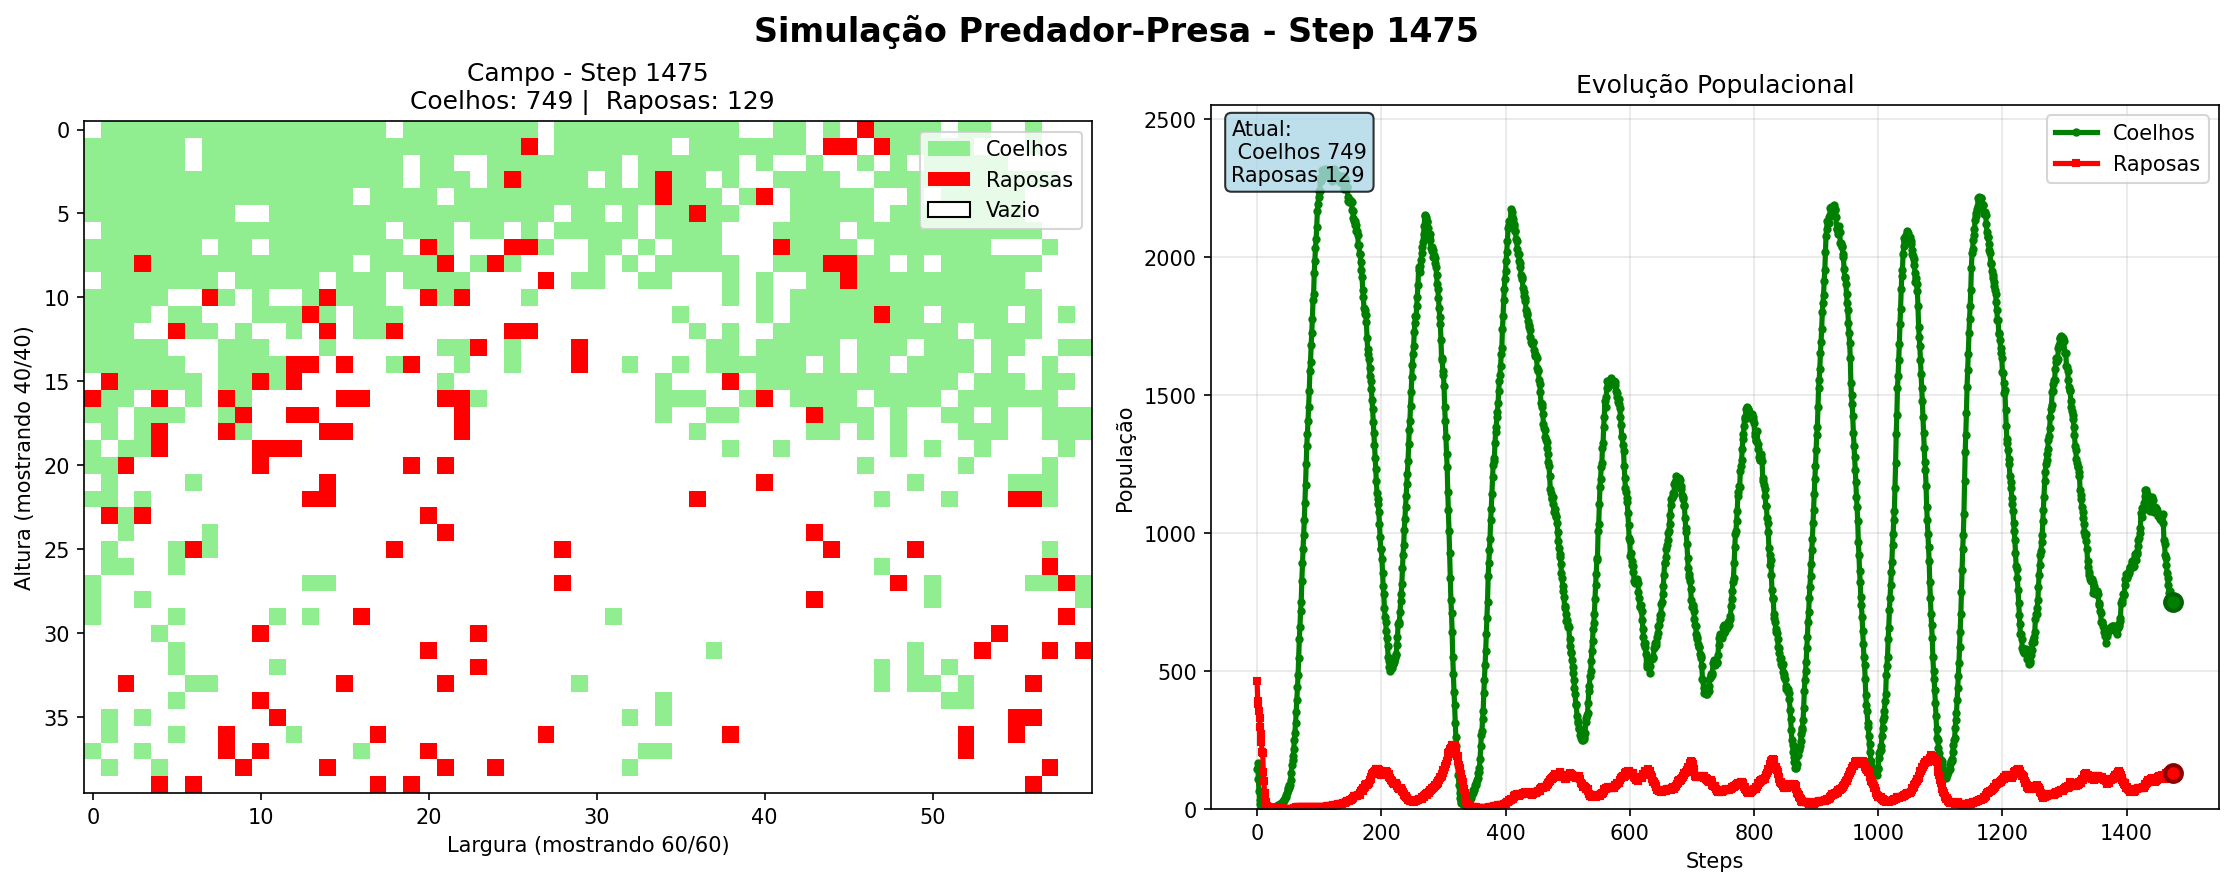 Simulação Predador-Presa - Step 1475
Campo - Step 1475
Coelhos: 749 |  Raposas: 129
Coelhos
Raposas
Vazio
0
5
10
15
20
25
30
35
Altura (mostrando 40/40)
0
10
20
30
40
50
Largura (mostrando 60/60)
Evolução Populacional
Atual:
Coelhos 749
Raposas 129
Coelhos
Raposas
2500
2000
1500
1000
500
0
População
0
200
400
600
800
1000
1200
1400
Steps